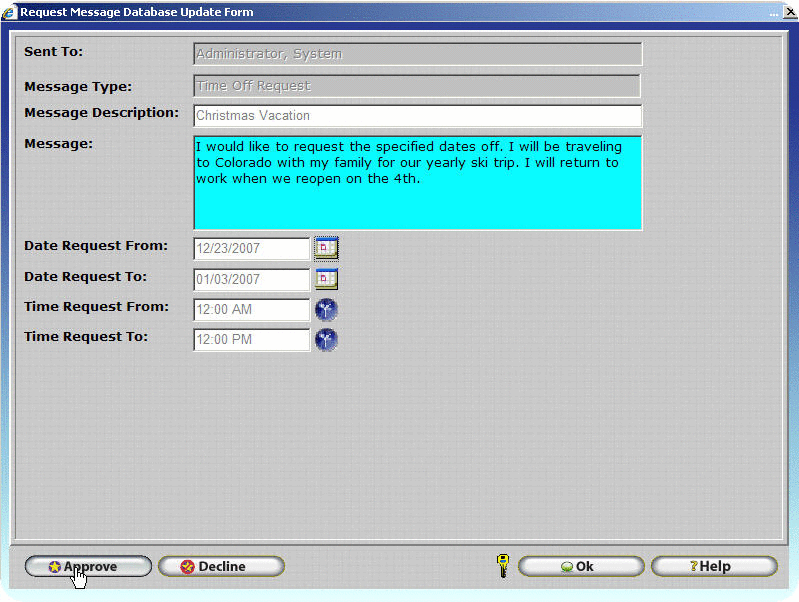 Request Message Database Update Form
Sent To: Administrator, System
Message Type: Time Off Request
Message Description: Christmas Vacation
Message: I would like to request the specified dates off. I will be traveling
to Colorado with my family for our yearly ski trip. I will return to
work when we reopen on the 4th.
Date Request From: 12/23/2007
Date Request To: 01/03/2007
Time Request From: 12:00 AM
Time Request To: 12:00 PM
Approve Decline Ok ?Help